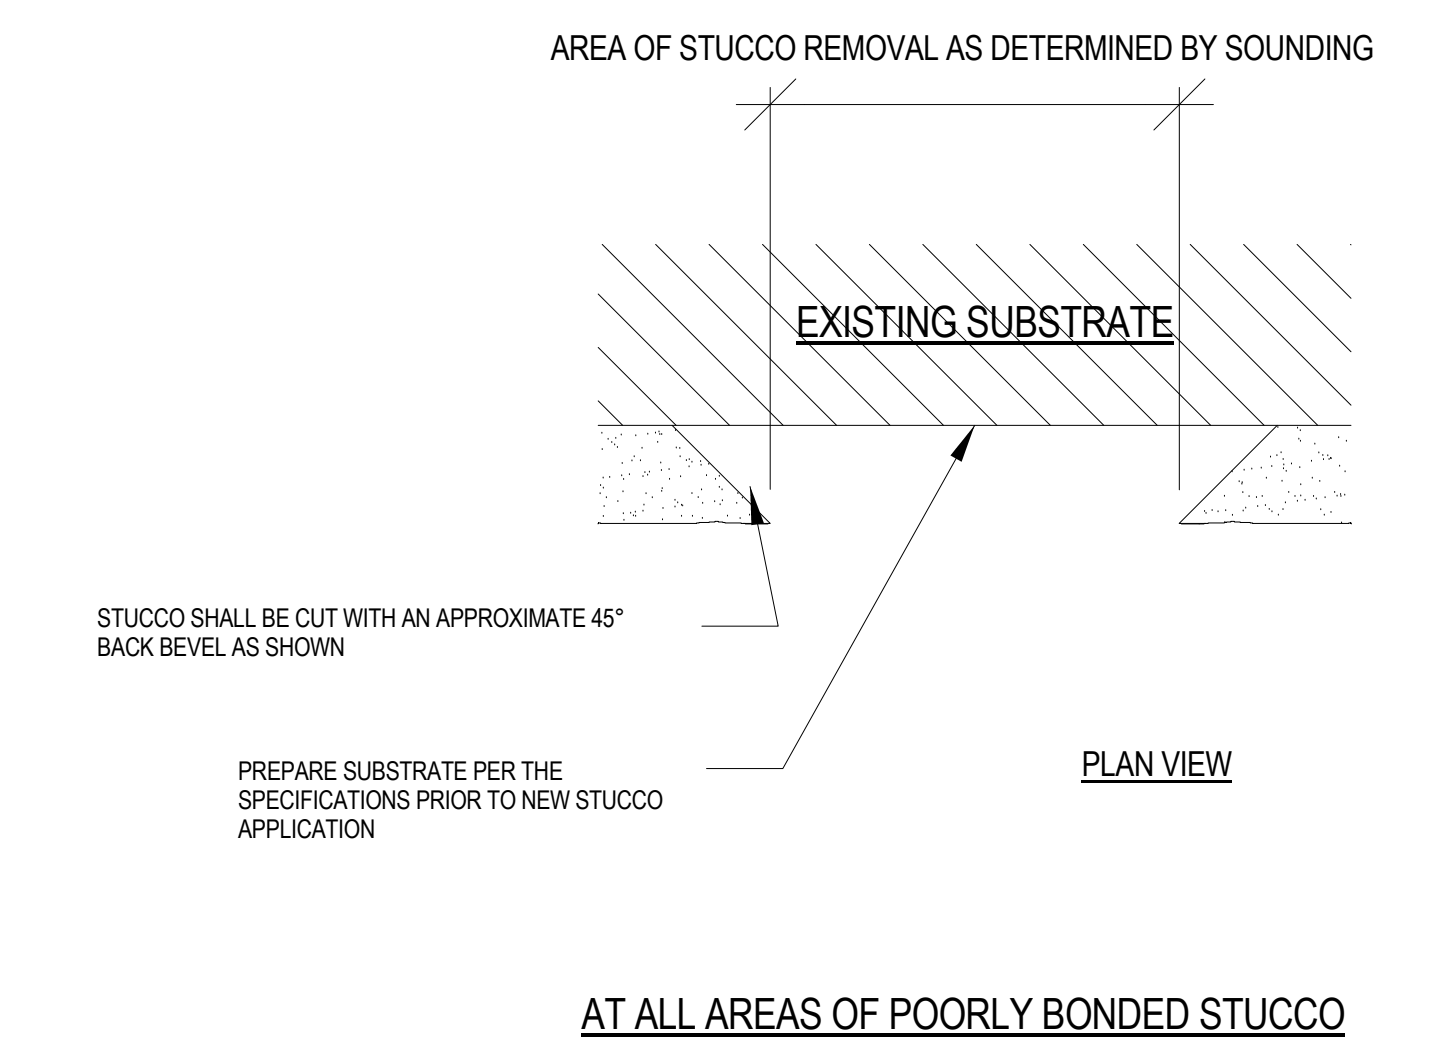 AREA OF STUCCO REMOVAL AS DETERMINED BY SOUNDING
EXISTING SUBSTRATE
STUCCO SHALL BE CUT WITH AN APPROXIMATE 45°
BACK BEVEL AS SHOWN
PREPARE SUBSTRATE PER THE
SPECIFICATIONS PRIOR TO NEW STUCCO
APPLICATION
PLAN VIEW
AT ALL AREAS OF POORLY BONDED STUCCO